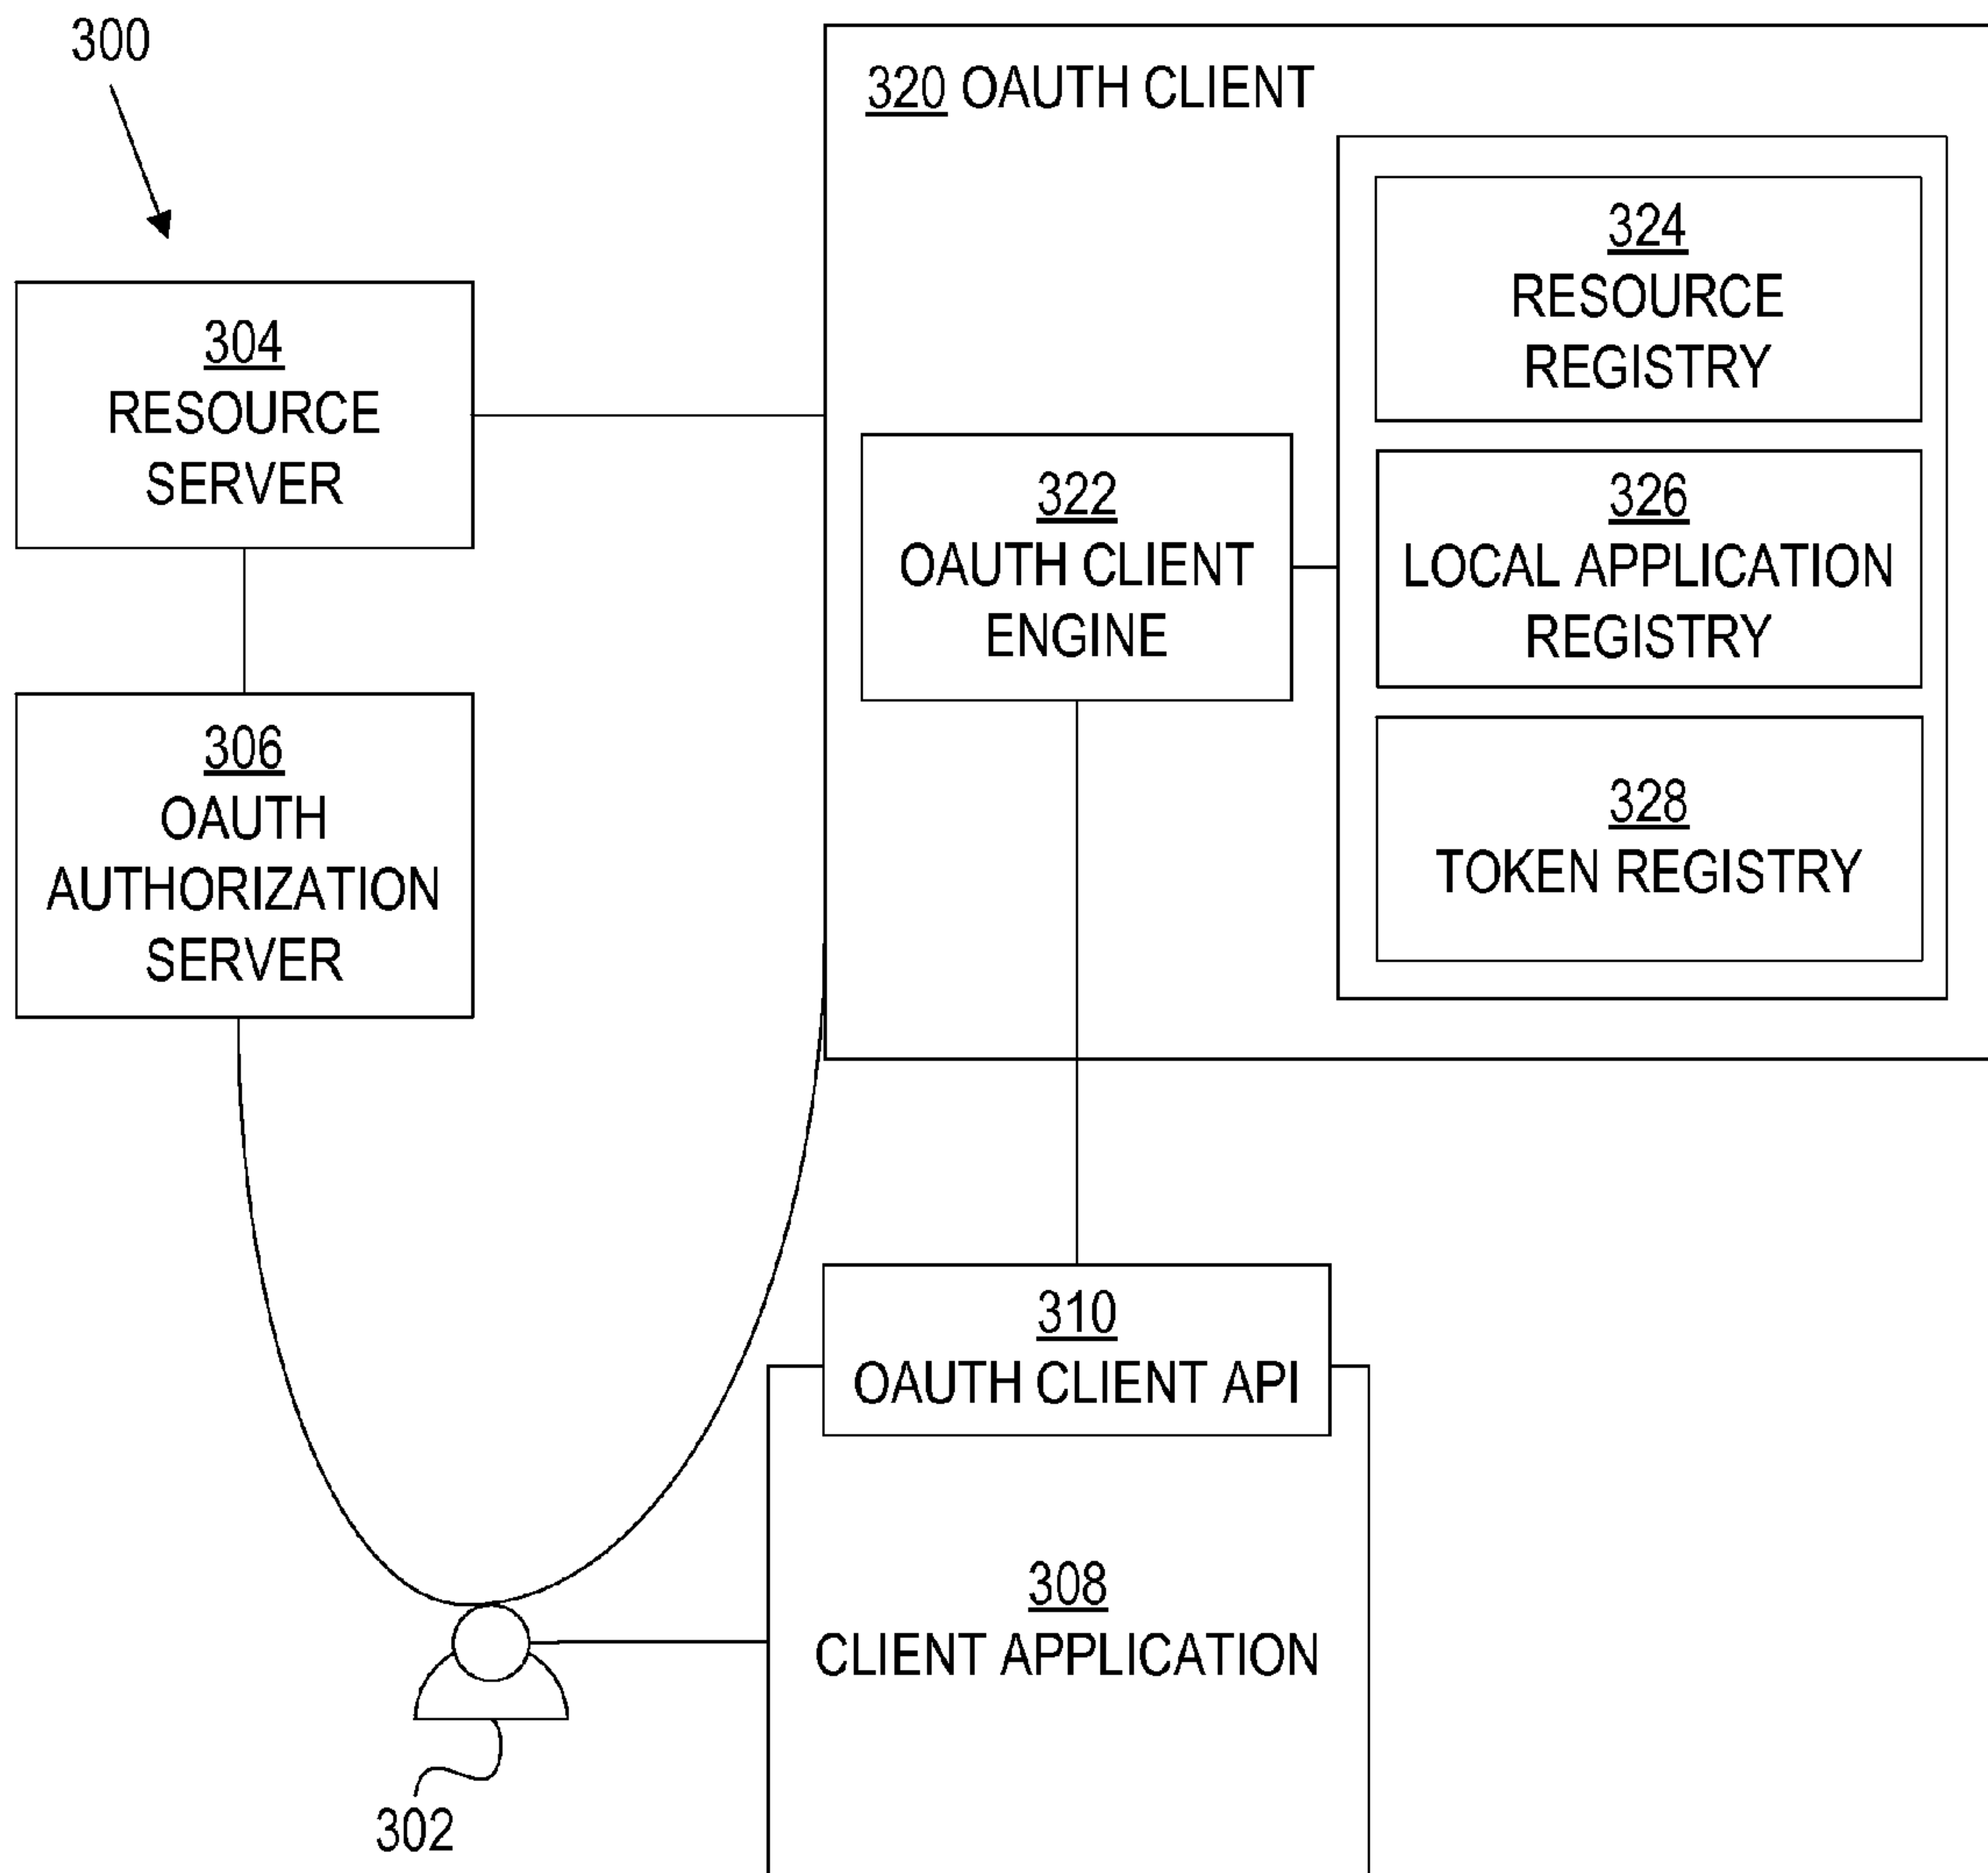 300
320 OAUTH CLIENT
324
RESOURCE
REGISTRY
304
RESOURCE
SERVER
322
OAUTH CLIENT
ENGINE
326
LOCAL APPLICATION
REGISTRY
306
OAUTH
AUTHORIZATION
SERVER
328
TOKEN REGISTRY
310
OAUTH CLIENT API
308
CLIENT APPLICATION
302